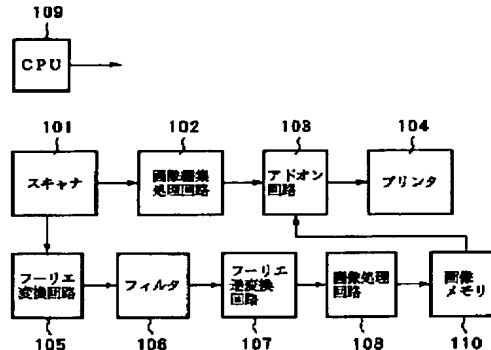 109
CPU
101
102
103
104
スキャナ
画像編集
処理回路
アドオン
回路
プリンタ
フーリエ
変換回路
フィルタ
フーリエ
逆変換
回路
画像処理
回路
画像
メモリ
105
106
107
108
110